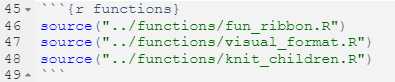 45 ```{r functions}
46 source("../functions/fun_ribbon.R")
47 source("../functions/visual_format.R")
48 source("../functions/knit_children.R")
49 ```